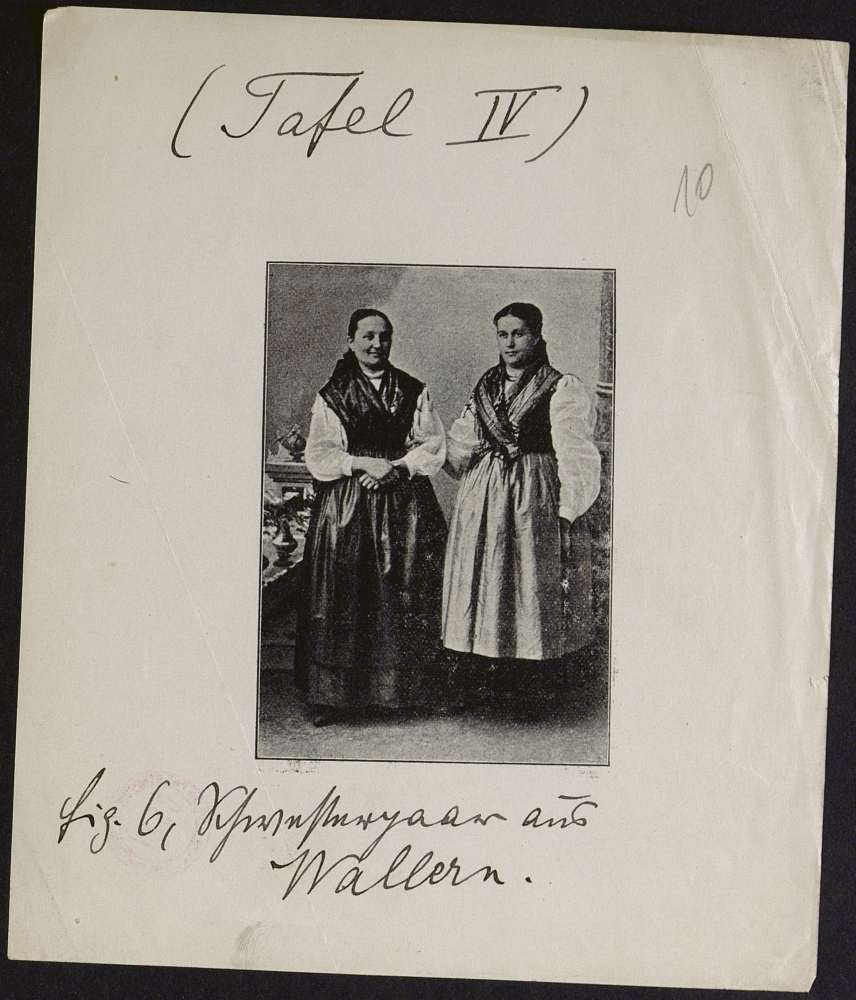 (Tafel IV)
10
Fig. 6, Schwesternpaar aus
Wallern.